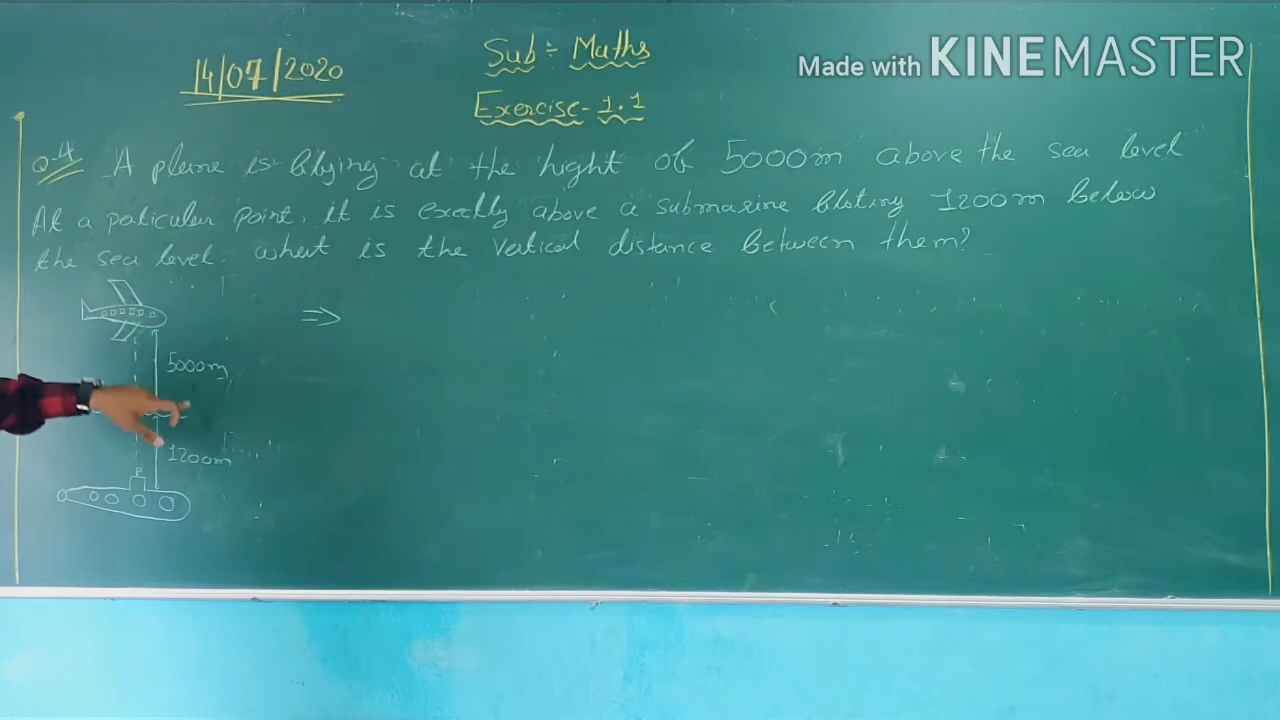 14/07/2020
Sub÷ Maths
Made with KINEMASTER
Exercise- 1.1
Q-4 A plane is flying at the hight of 5000m above the sea level
At a paticular point, it is exectly above a submarine floting 1200m below
the sea level. what is the vertical distance Between them?
⇒
5000m
1200m